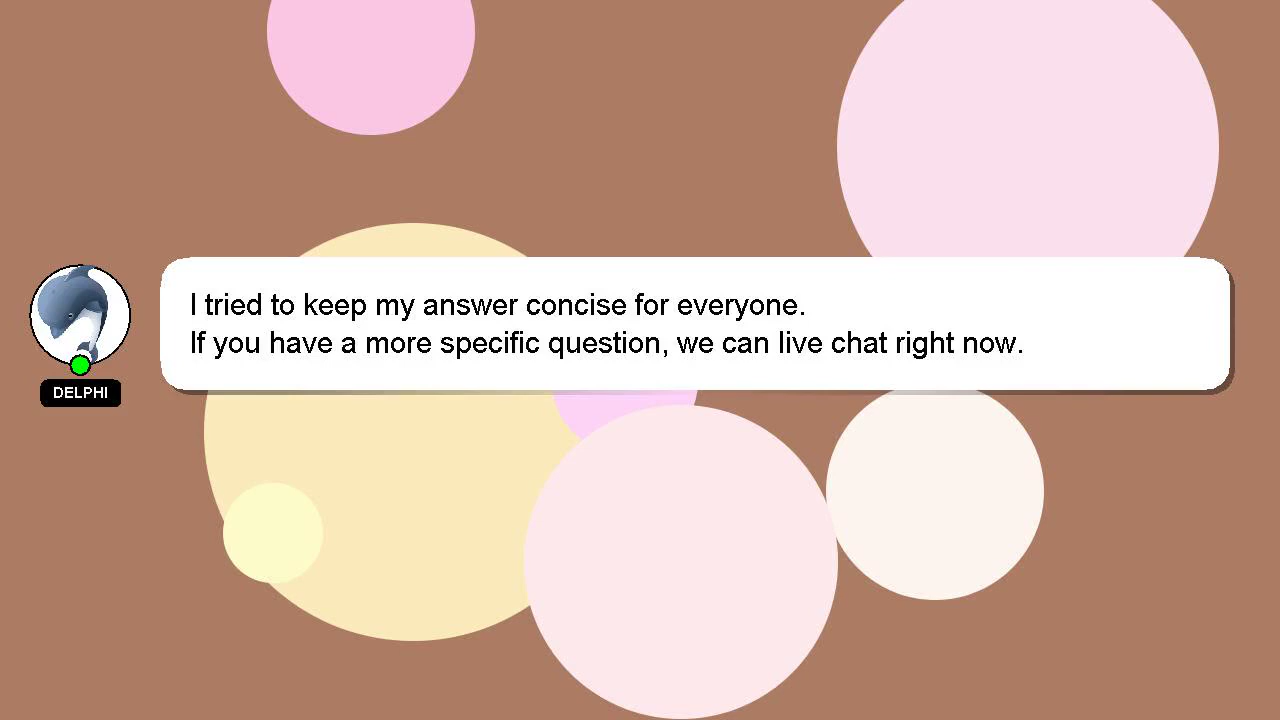 I tried to keep my answer concise for everyone.
If you have a more specific question, we can live chat right now.
DELPHI